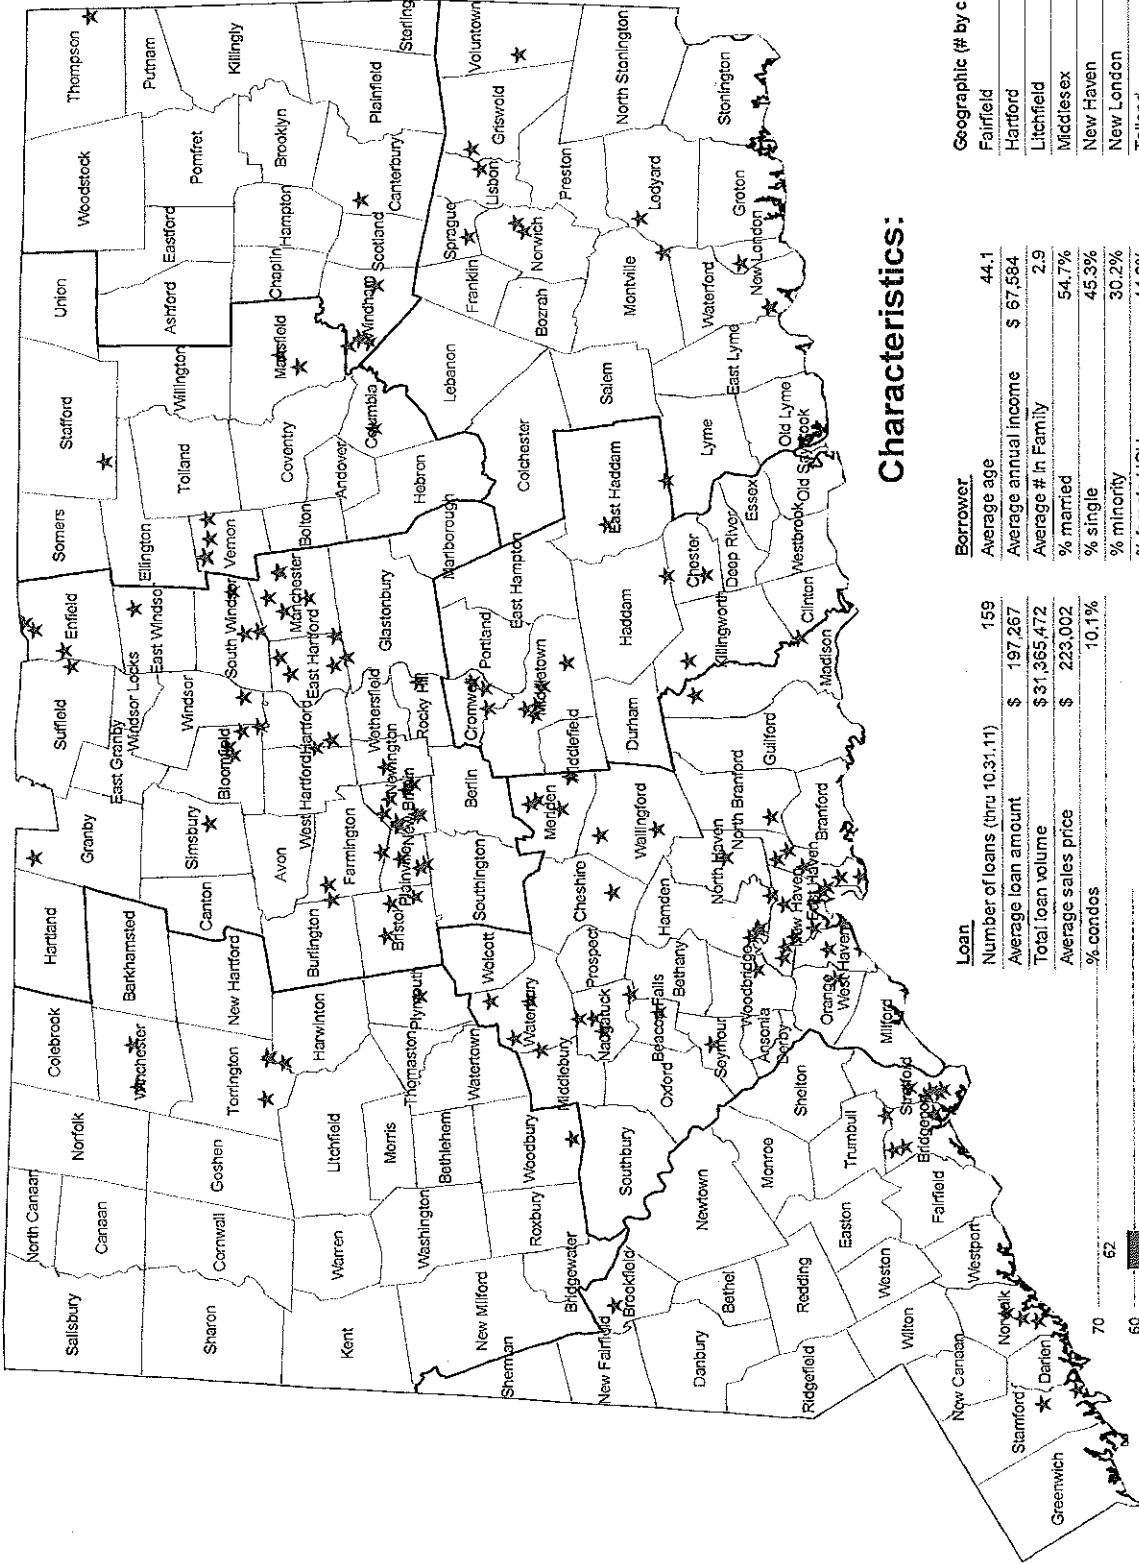 Salisbury
North Canaan
Canaan
Norfolk
Colebrook
Hartland
Granby
Suffield
Enfield
Somers
Stafford
Union
Woodstock
Thompson
Putnam
Killingly
Pomfret
Eastford
Ashford
Willington
Tolland
Ellington
East Windsor
Windsor Locks
East Granby
Windsor
Barkhamsted
Winchester
Sharon
Cornwall
Goshen
Torrington
New Hartford
Canton
Simsbury
Bloomfield
South Windsor
Vernon
Bolton
Manchester
East Hartford
Hartford
West Hartford
Avon
Farmington
Burlington
Harwinton
Litchfield
Warren
Kent
Coventry
Andover
Columbia
Mansfield
Windham
Chaplin
Hampton
Scotland
Brooklyn
Canterbury
Plainfield
Sterling
Voluntown
Griswold
Lisbon
Sprague
Franklin
Norwich
Bozrah
Lebanon
Hebron
Marlborough
Glastonbury
Wethersfield
Rocky Hill
Newington
New Britain
Plainville
Bristol
Plymouth
Thomaston
Morris
Washington
Bethlehem
Watertown
Wolcott
Southington
Berlin
Cromwell
Portland
Middletown
East Hampton
Colchester
Salem
Montville
Preston
North Stonington
Stonington
Ledyard
Groton
New London
Waterford
East Lyme
Lyme
Old Lyme
Old Saybrook
Essex
Deep River
Chester
Westbrook
Clinton
Killingworth
Haddam
East Haddam
Durham
Middlefield
Meriden
Wallingford
Cheshire
Prospect
Waterbury
Middlebury
Naugatuck
Beacon Falls
Bethany
Hamden
North Haven
North Branford
Guilford
Madison
Branford
East Haven
New Haven
West Haven
Orange
Woodbridge
Ansonia
Derby
Seymour
Oxford
Southbury
Woodbury
Roxbury
Bridgewater
New Milford
Sherman
New Fairfield
Brookfield
Danbury
Bethel
Newtown
Monroe
Shelton
Milford
Stratford
Bridgeport
Trumbull
Easton
Fairfield
Weston
Redding
Ridgefield
Wilton
Westport
Norwalk
New Canaan
Darien
Stamford
Greenwich
Characteristics:
Loan
Number of loans (thru 10.31.11) 159
Average loan amount $ 197,267
Total loan volume $31,365,472
Average sales price $ 223,002
% condos 10.1%
Borrower
Average age 44.1
Average annual income $ 67,584
Average # In Family 2.9
% married 54.7%
% single 45.3%
% minority 30.2%
Geographic (# by c
Fairfield
Hartford
Litchfield
Middlesex
New Haven
New London
70
62
60